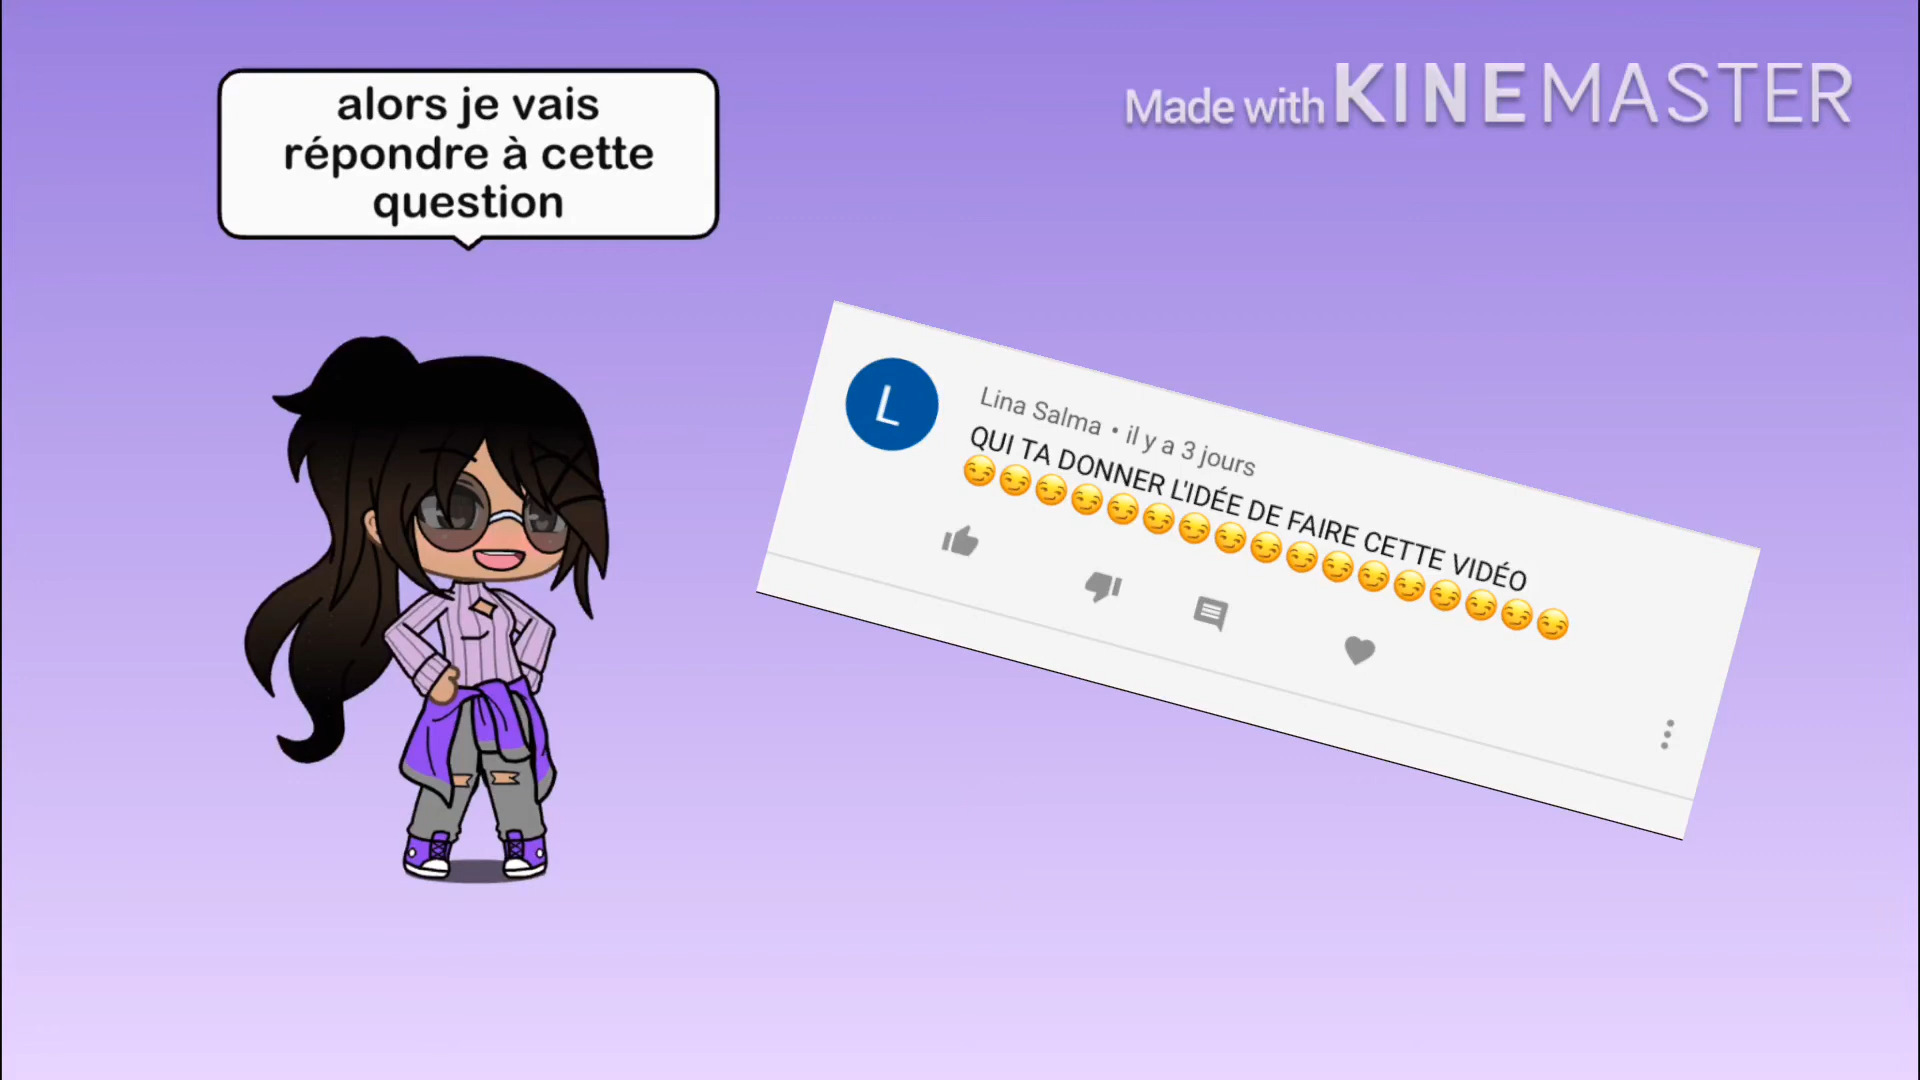 alors je vais
répondre à cette
question
Made with KINEMASTER
L
Lina Salma • il y a 3 jours
QUI TA DONNER L'IDÉE DE FAIRE CETTE VIDÉO
😏😏😏😏😏😏😏😏😏😏😏😏😏😏😏😏😏